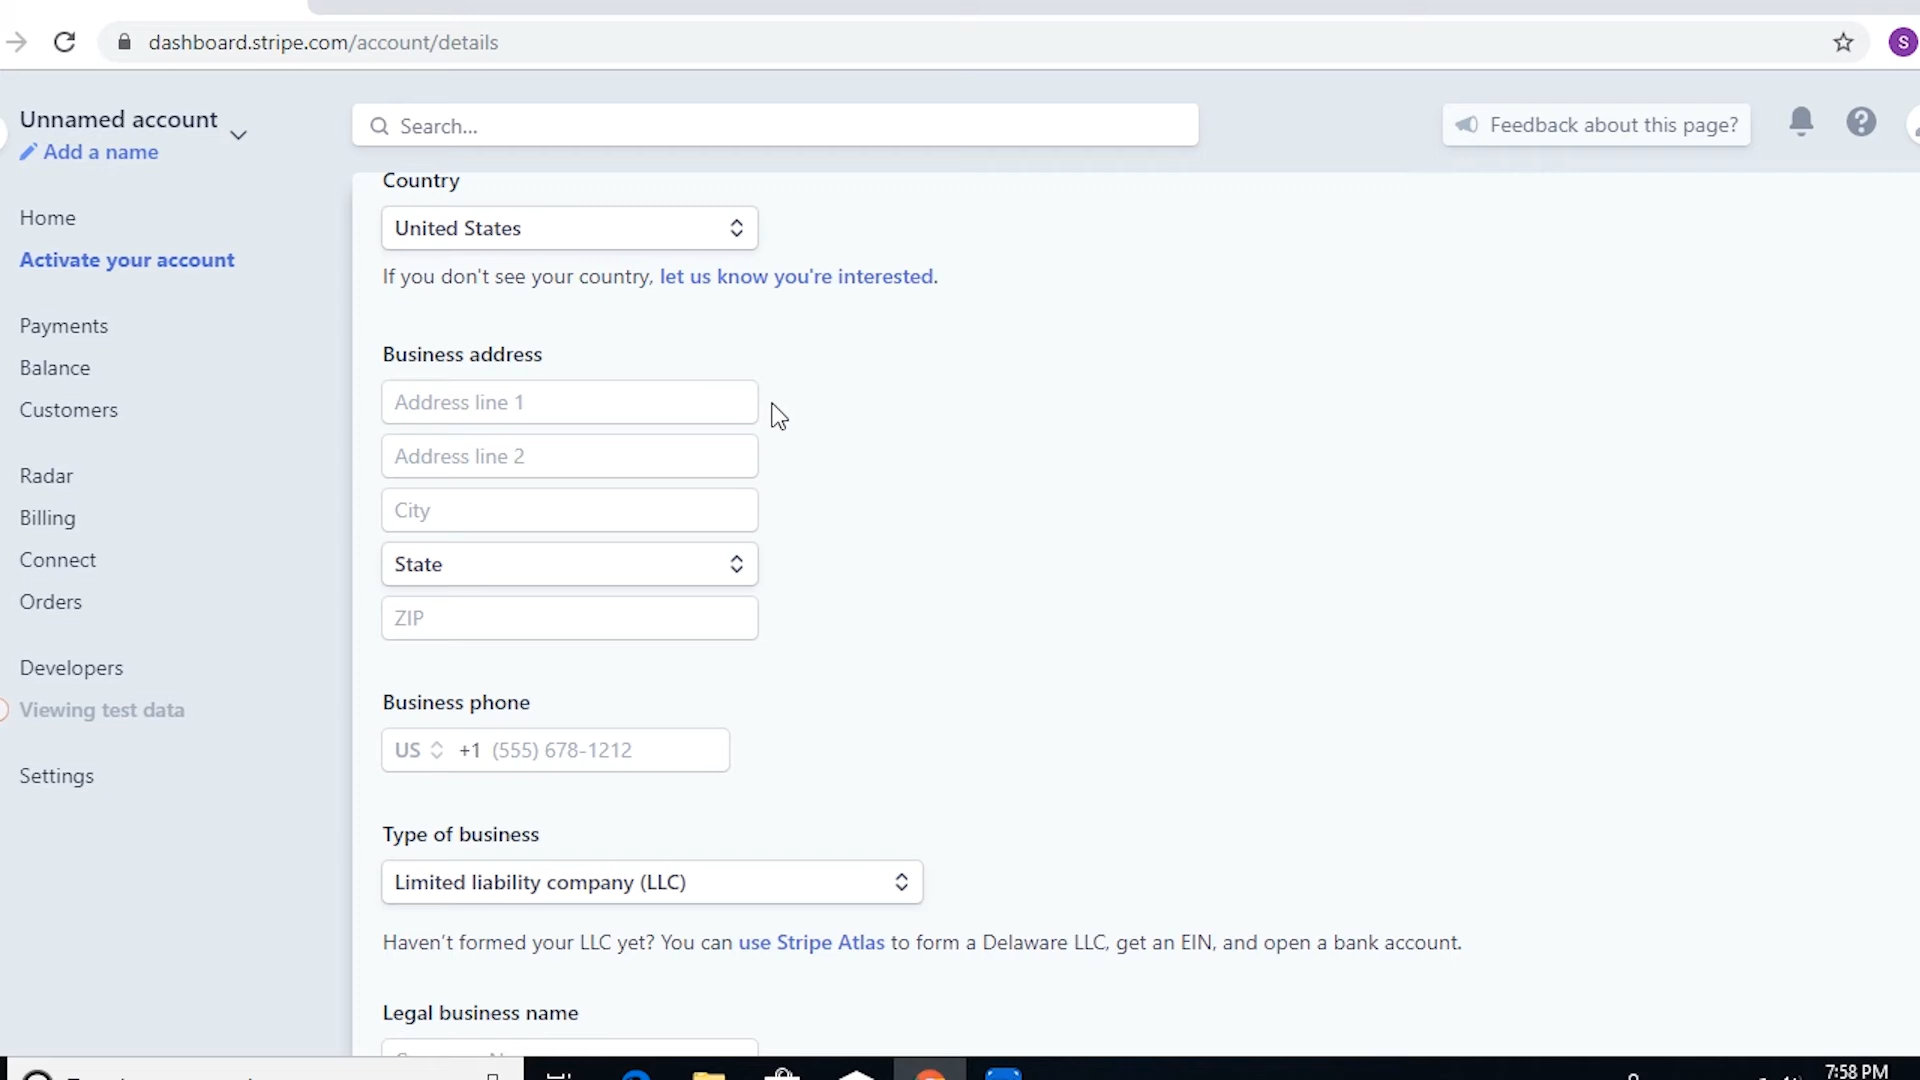 dashboard.stripe.com/account/details
S
Unnamed account
Add a name
Search...
Feedback about this page?
Home
Activate your account
Payments
Balance
Customers
Radar
Billing
Connect
Orders
Developers
Viewing test data
Settings
Country
United States
If you don't see your country, let us know you're interested.
Business address
Address line 1
Address line 2
City
State
ZIP
Business phone
US +1 (555) 678-1212
Type of business
Limited liability company (LLC)
Haven't formed your LLC yet? You can use Stripe Atlas to form a Delaware LLC, get an EIN, and open a bank account.
Legal business name
7:58 PM